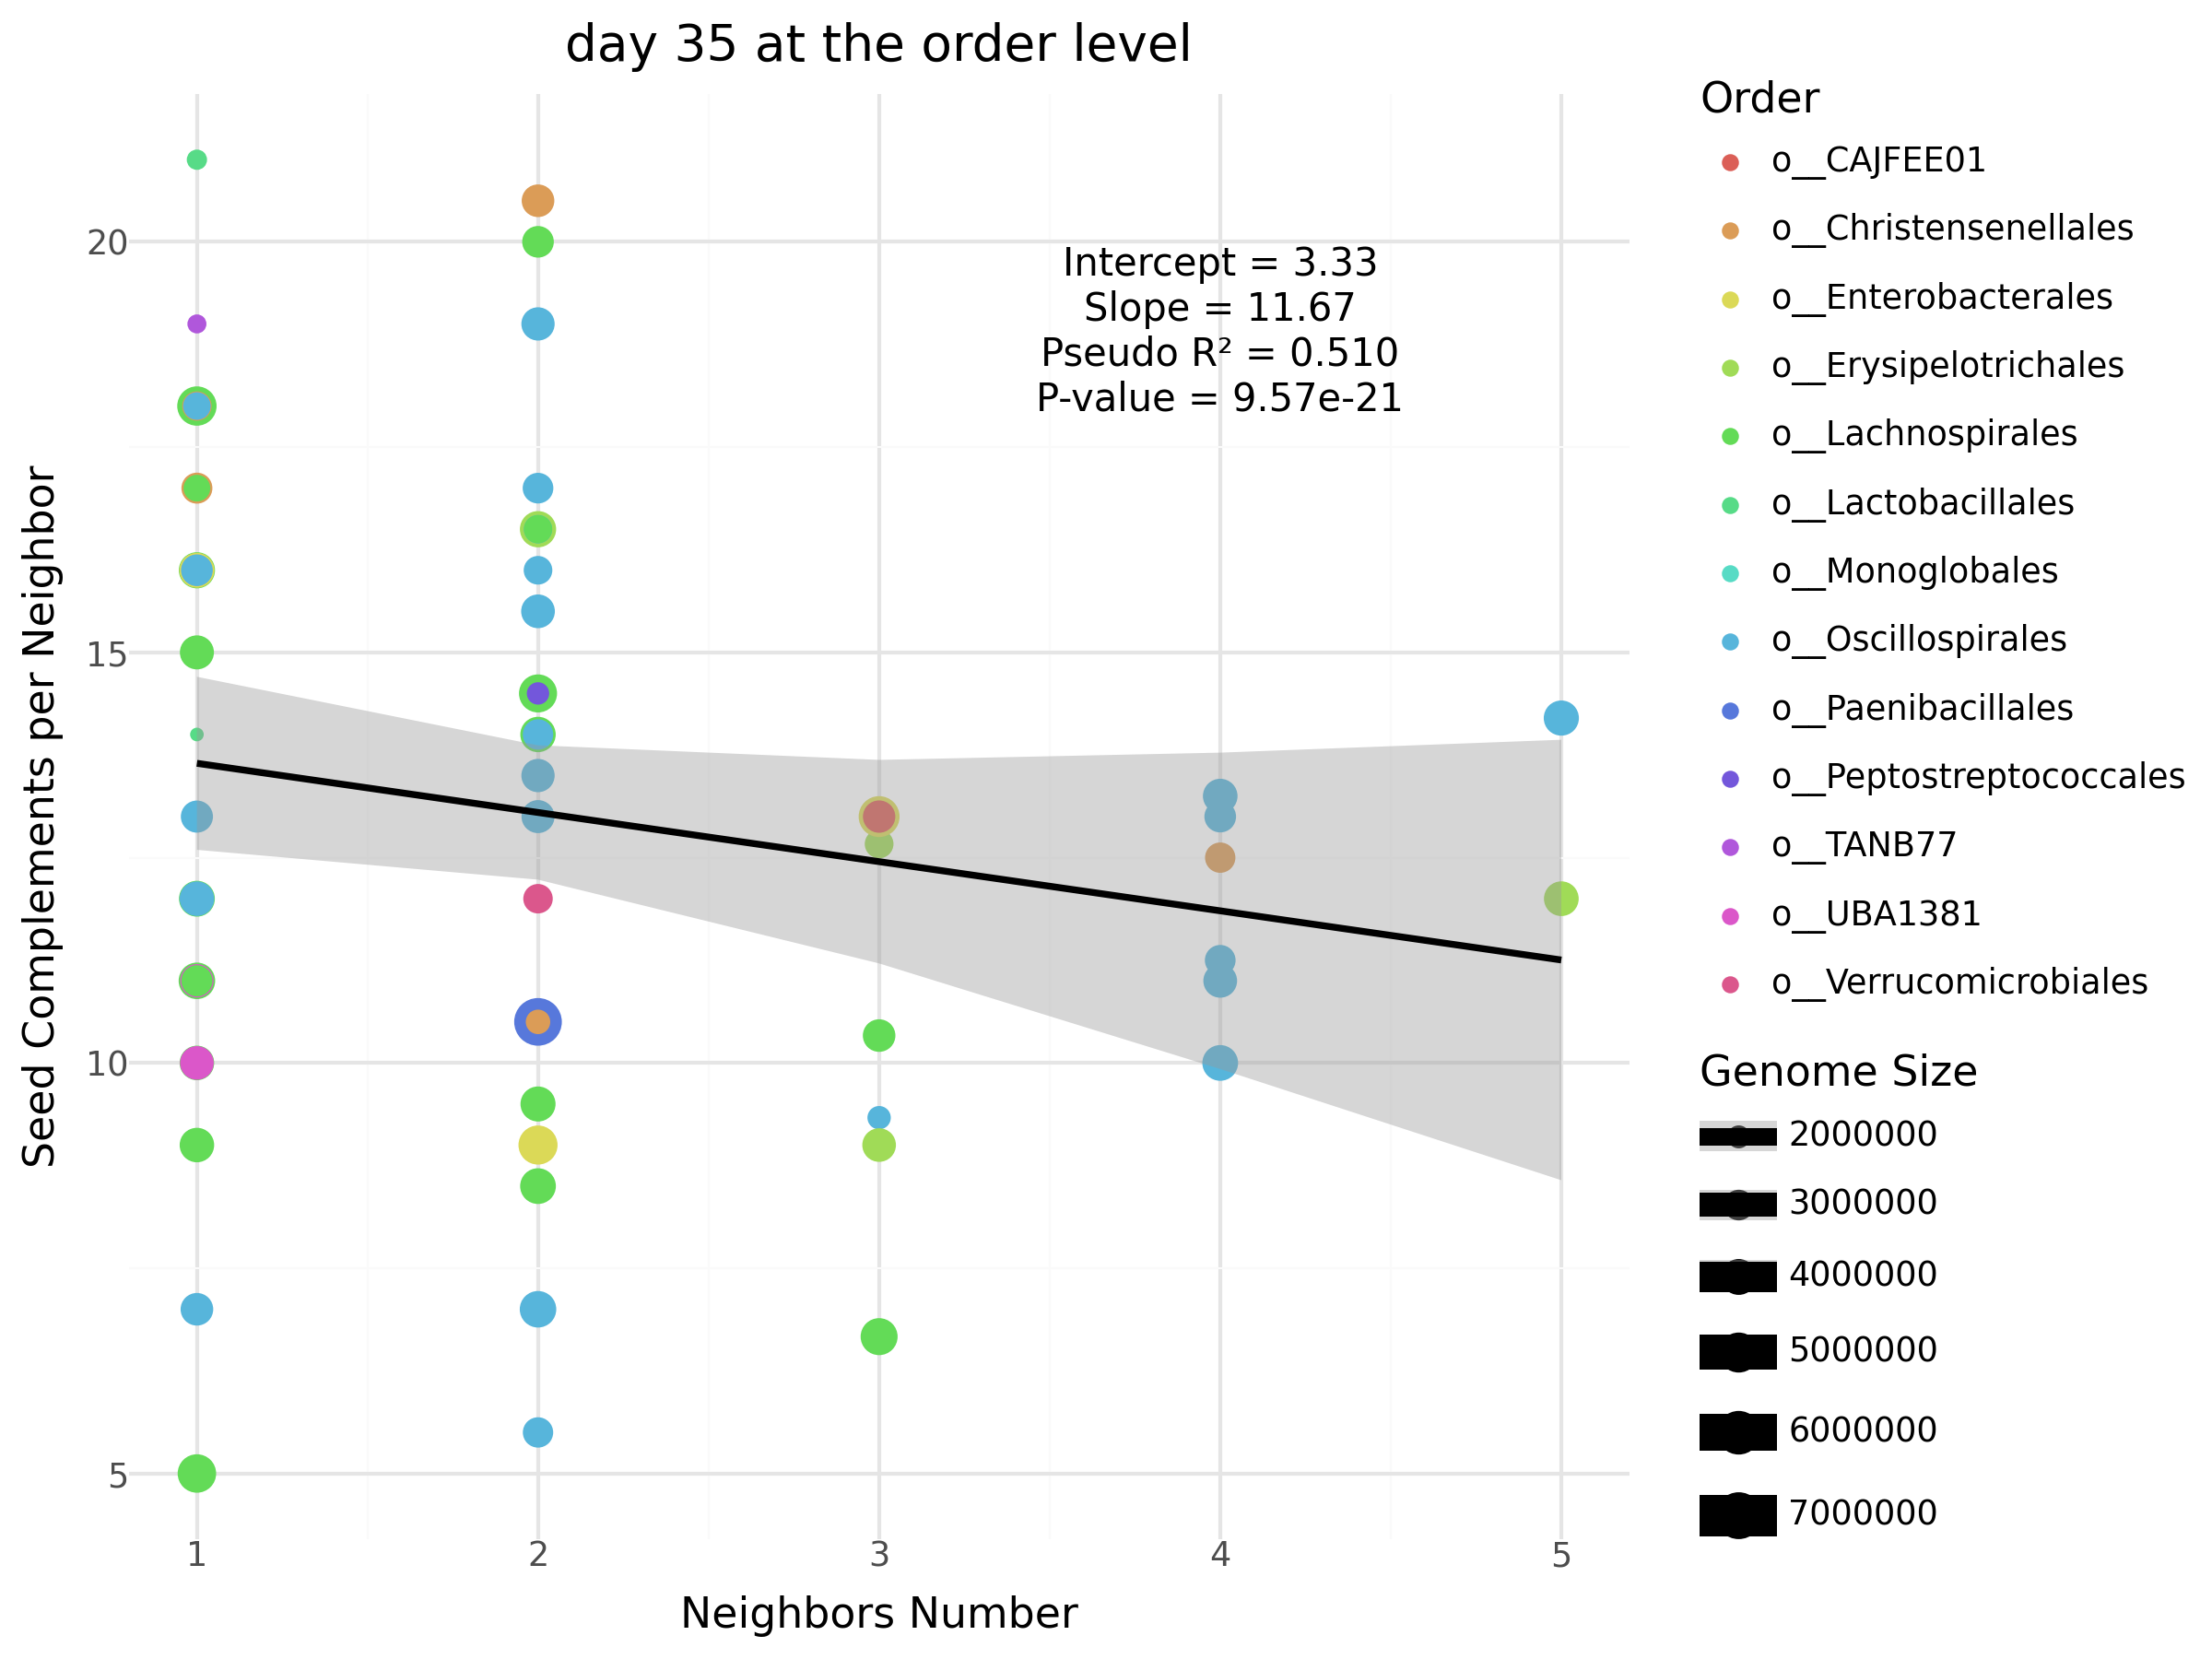 day 35 at the order level
Seed Complements per Neighbor
20
15
10
5
Intercept = 3.33
Slope = 11.67
Pseudo R² = 0.510
P-value = 9.57e-21
1
2
3
4
5
Neighbors Number
Order
o__CAJFEE01
o__Christensenellales
o__Enterobacterales
o__Erysipelotrichales
o__Lachnospirales
o__Lactobacillales
o__Monoglobales
o__Oscillospirales
o__Paenibacillales
o__Peptostreptococcales
o__TANB77
o__UBA1381
o__Verrucomicrobiales
Genome Size
2000000
3000000
4000000
5000000
6000000
7000000